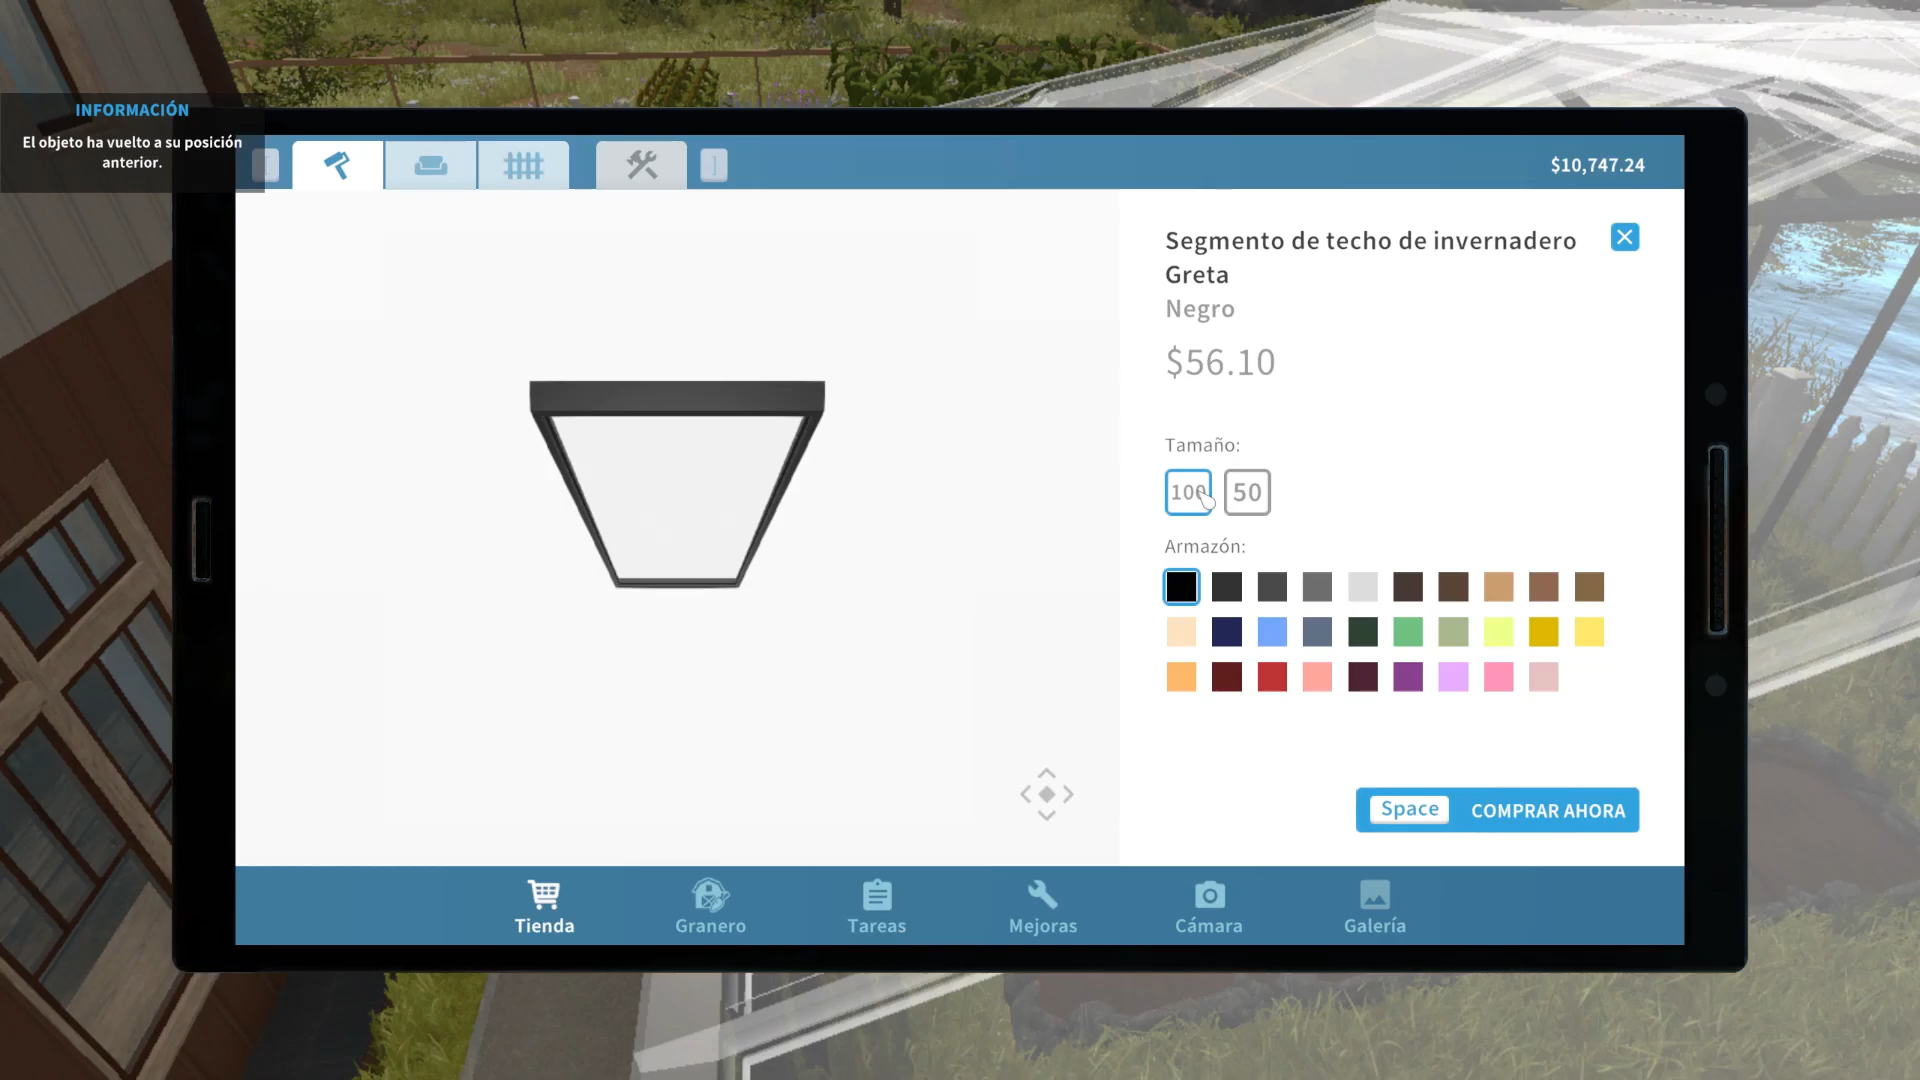 INFORMACIÓN
El objeto ha vuelto a su posición
anterior.
[
]
$10,747.24
Segmento de techo de invernadero
Greta
Negro
$56.10
Tamaño:
100 50
Armazón:
Space COMPRAR AHORA
Tienda Granero Tareas Mejoras Cámara Galería